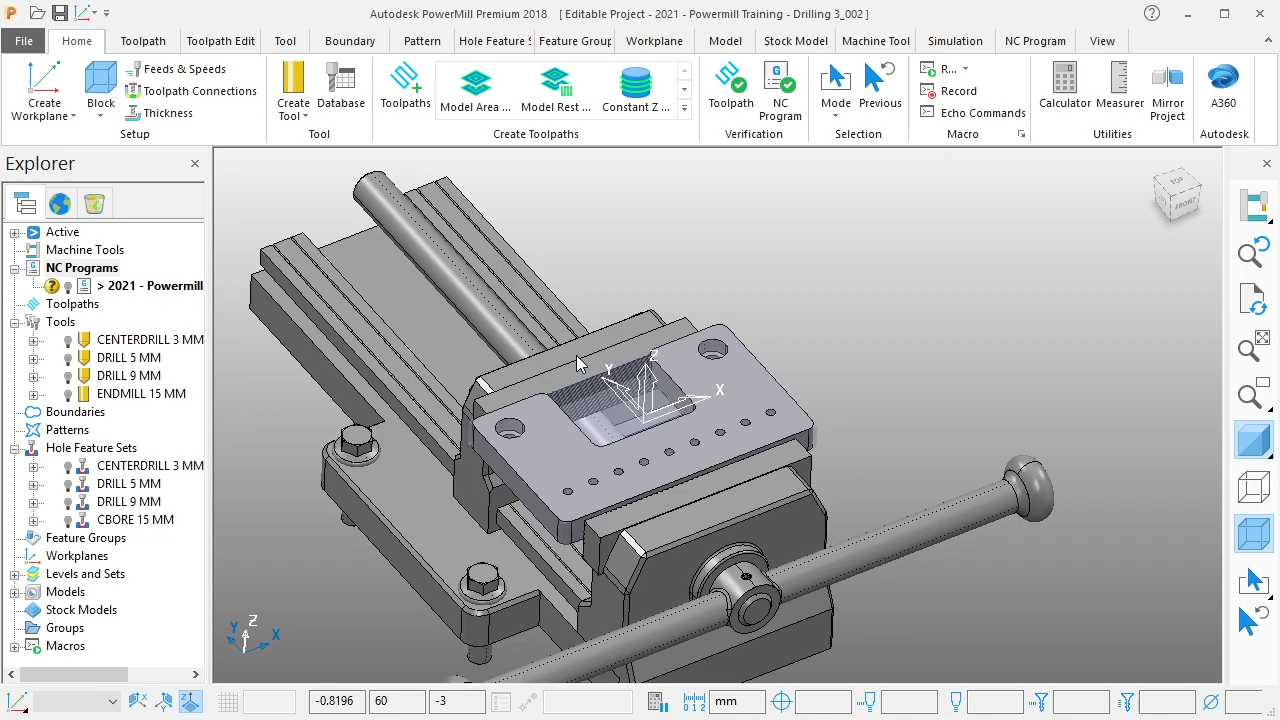 Autodesk PowerMill Premium 2018 [ Editable Project - 2021 - Powermill Training - Drilling 3_002 ]
File Home Toolpath Toolpath Edit Tool Boundary Pattern Hole Feature S Feature Group Workplane Model Stock Model Machine Tool Simulation NC Program View
Create Workplane
Block
Feeds & Speeds
Toolpath Connections
Thickness
Setup
Create Tool
Database
Tool
Toolpaths
Model Area ...
Model Rest ...
Constant Z ...
Create Toolpaths
Toolpath
NC Program
Verification
Mode
Previous
Selection
R...
Record
Echo Commands
Macro
Calculator
Measurer
Mirror Project
Utilities
A360
Autodesk
Explorer
Active
Machine Tools
NC Programs
> 2021 - Powermill
Toolpaths
Tools
CENTERDRILL 3 MM
DRILL 5 MM
DRILL 9 MM
ENDMILL 15 MM
Boundaries
Patterns
Hole Feature Sets
CENTERDRILL 3 MM
DRILL 5 MM
DRILL 9 MM
CBORE 15 MM
Feature Groups
Workplanes
Levels and Sets
Models
Stock Models
Groups
Macros
TOP
FRONT
Z
Y
X
Z
Y
X
-0.8196 60 -3 mm